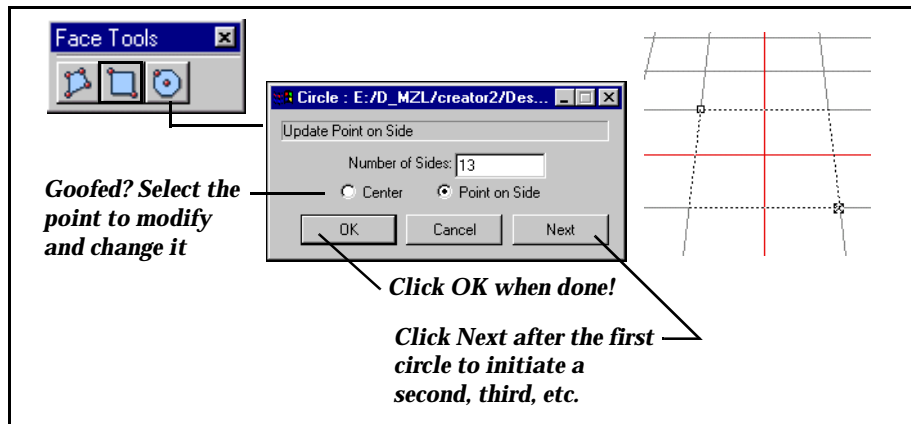 Face Tools
Circle : E:/D_MZL/creator2/Des...
Update Point on Side
Number of Sides: 13
Center Point on Side
OK Cancel Next
Goofed? Select the
point to modify
and change it
Click OK when done!
Click Next after the first
circle to initiate a
second, third, etc.